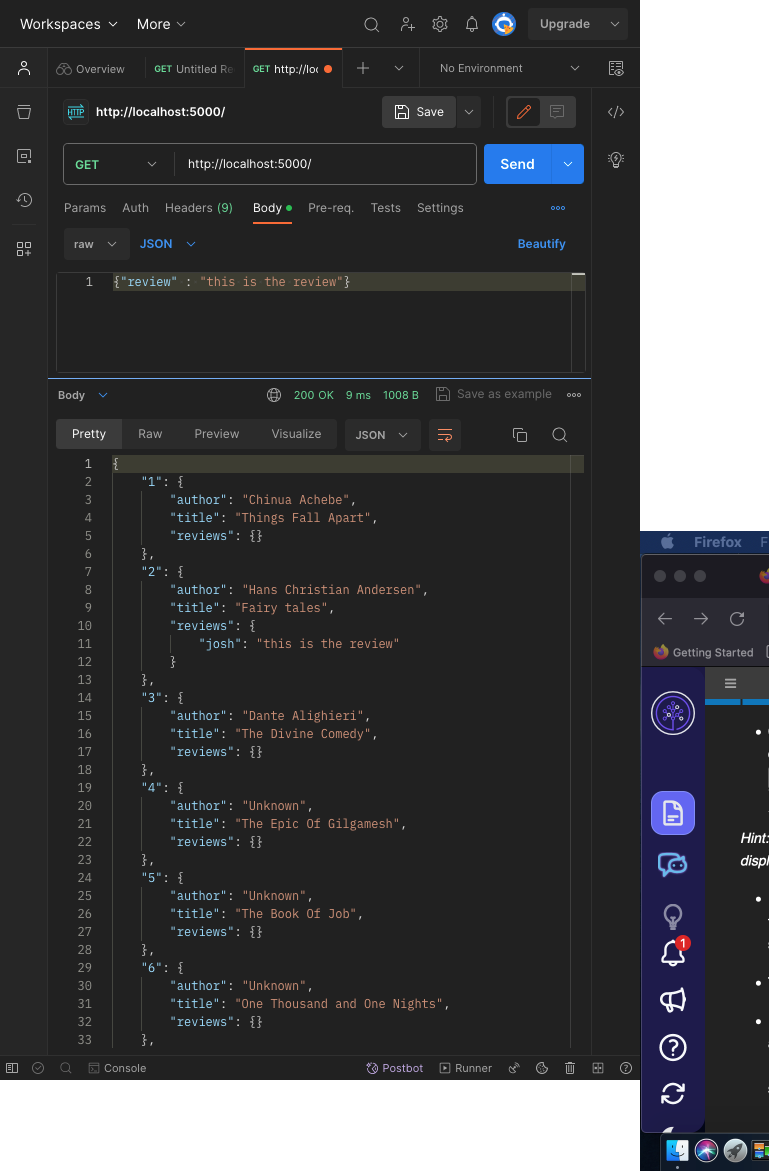 Workspaces More Upgrade
Overview GET Untitled Re GET http://loc No Environment
HTTP http://localhost:5000/ Save
GET http://localhost:5000/ Send
Params Auth Headers (9) Body Pre-req. Tests Settings
raw JSON Beautify
1 {"review" : "this is the review"}
Body 200 OK 9 ms 1008 B Save as example
Pretty Raw Preview Visualize JSON
1 {
2 "1": {
3 "author": "Chinua Achebe",
4 "title": "Things Fall Apart",
5 "reviews": {}
6 },
7 "2": {
8 "author": "Hans Christian Andersen",
9 "title": "Fairy tales",
10 "reviews": {
11 "josh": "this is the review"
12 }
13 },
14 "3": {
15 "author": "Dante Alighieri",
16 "title": "The Divine Comedy",
17 "reviews": {}
18 },
19 "4": {
20 "author": "Unknown",
21 "title": "The Epic Of Gilgamesh",
22 "reviews": {}
23 },
24 "5": {
25 "author": "Unknown",
26 "title": "The Book Of Job",
27 "reviews": {}
28 },
29 "6": {
30 "author": "Unknown",
31 "title": "One Thousand and One Nights",
32 "reviews": {}
33 },
Console Postbot Runner
Firefox F
Getting Started
Hint:
displ
1